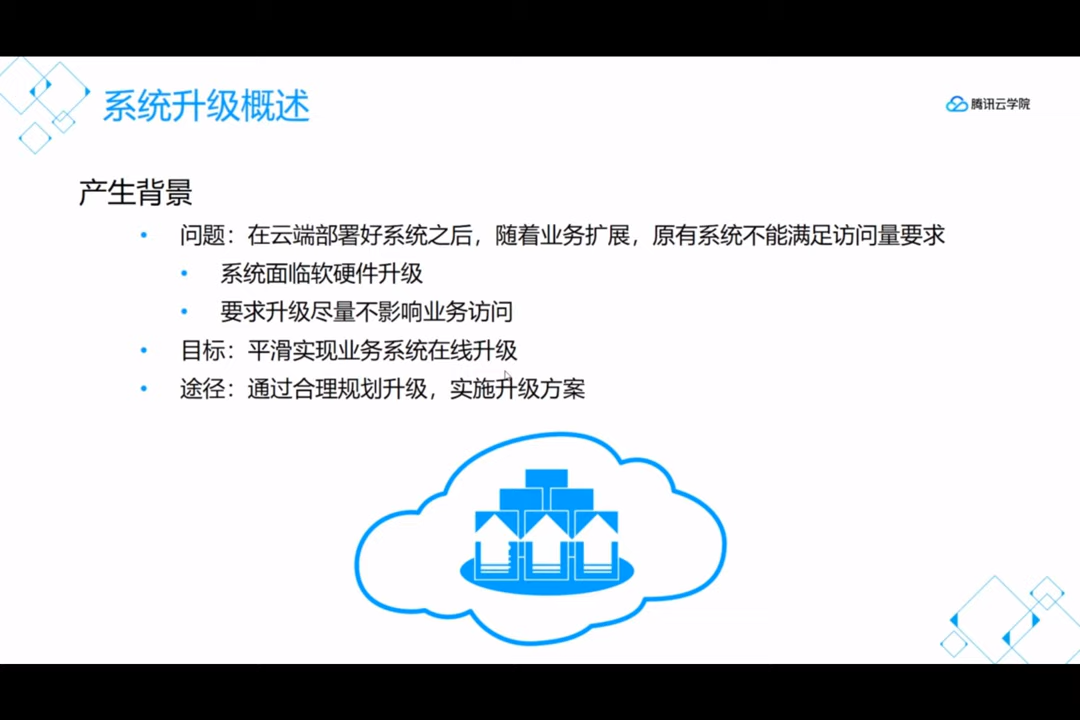 系统升级概述
腾讯云学院
产生背景
• 问题：在云端部署好系统之后，随着业务扩展，原有系统不能满足访问量要求
• 系统面临软硬件升级
• 要求升级尽量不影响业务访问
• 目标：平滑实现业务系统在线升级
• 途径：通过合理规划升级，实施升级方案